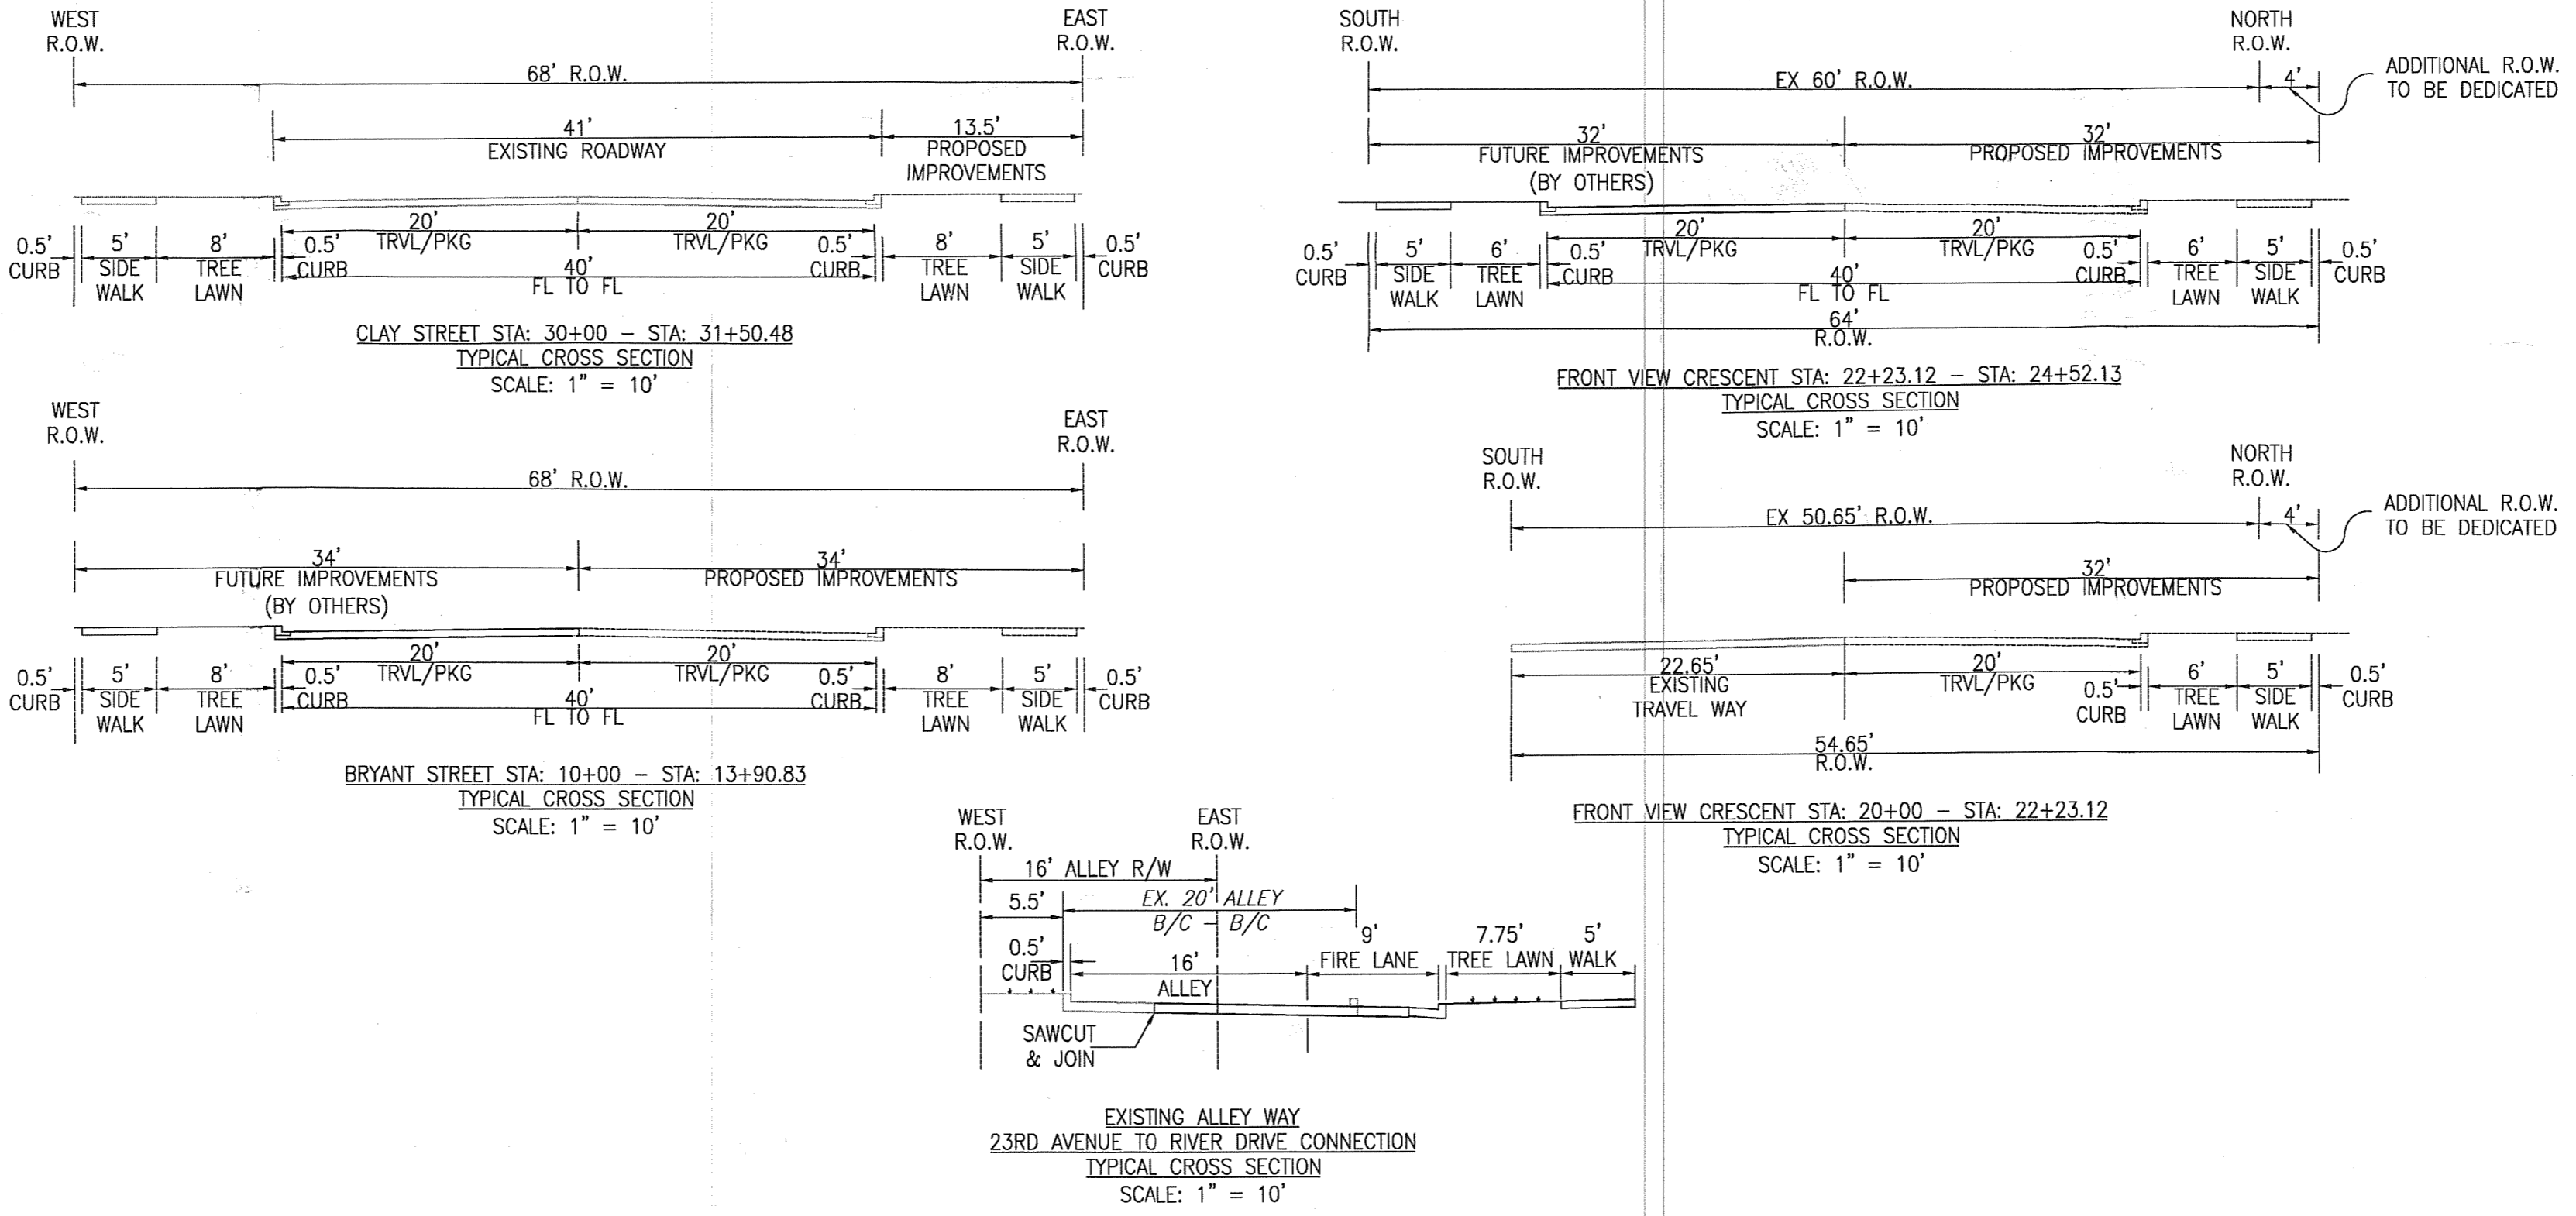 WEST
R.O.W.
EAST
R.O.W.
68' R.O.W.
41'
EXISTING ROADWAY
13.5'
PROPOSED
IMPROVEMENTS
20'
TRVL/PKG
20'
TRVL/PKG
0.5'
CURB
5'
SIDE
WALK
8'
TREE
LAWN
0.5'
CURB
40'
FL TO FL
0.5'
CURB
8'
TREE
LAWN
5'
SIDE
WALK
0.5'
CURB
CLAY STREET STA: 30+00 - STA: 31+50.48
TYPICAL CROSS SECTION
SCALE: 1" = 10'
SOUTH
R.O.W.
NORTH
R.O.W.
EX 60' R.O.W.
4'
ADDITIONAL R.O.W.
TO BE DEDICATED
32'
FUTURE IMPROVEMENTS
(BY OTHERS)
32'
PROPOSED IMPROVEMENTS
20'
TRVL/PKG
20'
TRVL/PKG
0.5'
CURB
5'
SIDE
WALK
6'
TREE
LAWN
0.5'
CURB
40'
FL TO FL
0.5'
CURB
6'
TREE
LAWN
5'
SIDE
WALK
0.5'
CURB
64'
R.O.W.
FRONT VIEW CRESCENT STA: 22+23.12 - STA: 24+52.13
TYPICAL CROSS SECTION
SCALE: 1" = 10'
WEST
R.O.W.
EAST
R.O.W.
68' R.O.W.
34'
FUTURE IMPROVEMENTS
(BY OTHERS)
34'
PROPOSED IMPROVEMENTS
20'
TRVL/PKG
20'
TRVL/PKG
0.5'
CURB
5'
SIDE
WALK
8'
TREE
LAWN
0.5'
CURB
40'
FL TO FL
0.5'
CURB
8'
TREE
LAWN
5'
SIDE
WALK
0.5'
CURB
BRYANT STREET STA: 10+00 - STA: 13+90.83
TYPICAL CROSS SECTION
SCALE: 1" = 10'
SOUTH
R.O.W.
NORTH
R.O.W.
EX 50.65' R.O.W.
4'
ADDITIONAL R.O.W.
TO BE DEDICATED
32'
PROPOSED IMPROVEMENTS
22.65'
EXISTING
TRAVEL WAY
20'
TRVL/PKG
0.5'
CURB
6'
TREE
LAWN
5'
SIDE
WALK
0.5'
CURB
54.65'
R.O.W.
FRONT VIEW CRESCENT STA: 20+00 - STA: 22+23.12
TYPICAL CROSS SECTION
SCALE: 1" = 10'
WEST
R.O.W.
EAST
R.O.W.
16' ALLEY R/W
5.5'
EX. 20' ALLEY
B/C - B/C
0.5'
CURB
16'
ALLEY
9'
FIRE LANE
7.75'
TREE LAWN
5'
WALK
SAWCUT
& JOIN
EXISTING ALLEY WAY
23RD AVENUE TO RIVER DRIVE CONNECTION
TYPICAL CROSS SECTION
SCALE: 1" = 10'